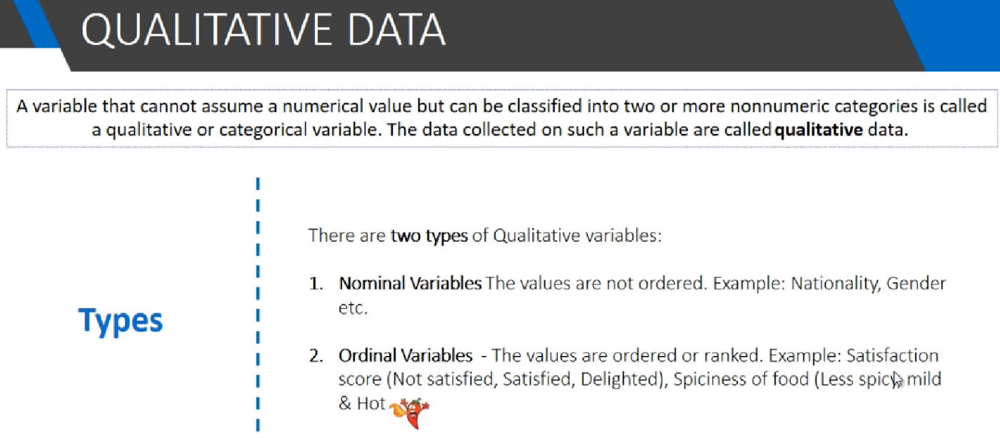 QUALITATIVE DATA
A variable that cannot assume a numerical value but can be classified into two or more nonnumeric categories is called
a qualitative or categorical variable. The data collected on such a variable are called qualitative data.
There are two types of Qualitative variables:
1. Nominal Variables The values are not ordered. Example: Nationality, Gender
etc.
Types
2. Ordinal Variables - The values are ordered or ranked. Example: Satisfaction
score (Not satisfied, Satisfied, Delighted), Spiciness of food (Less spicy, mild
& Hot